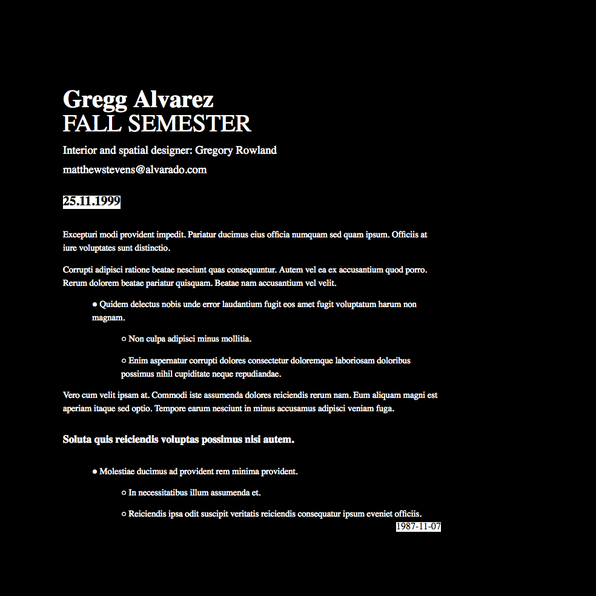 Gregg Alvarez
FALL SEMESTER
Interior and spatial designer: Gregory Rowland
matthewstevens@alvarado.com
25.11.1999
Excepturi modi provident impedit. Pariatur ducimus eius officia numquam sed quam ipsum. Officiis at
iure voluptates sunt distinctio.
Corrupti adipisci ratione beatae nesciunt quas consequuntur. Autem vel ea ex accusantium quod porro.
Rerum dolorem beatae pariatur quisquam. Beatae nam accusantium vel velit.
● Quidem delectus nobis unde error laudantium fugit eos amet fugit voluptatum harum non
magnam.
○ Non culpa adipisci minus mollitia.
○ Enim aspernatur corrupti dolores consectetur doloremque laboriosam doloribus
possimus nihil cupiditate neque repudiandae.
Vero cum velit ipsam at. Commodi iste assumenda dolores reiciendis rerum nam. Eum aliquam magni est
aperiam itaque sed optio. Tempore earum nesciunt in minus accusamus adipisci veniam fuga.
Soluta quis reiciendis voluptas possimus nisi autem.
● Molestiae ducimus ad provident rem minima provident.
○ In necessitatibus illum assumenda et.
○ Reiciendis ipsa odit suscipit veritatis reiciendis consequatur ipsum eveniet officiis.
1987-11-07